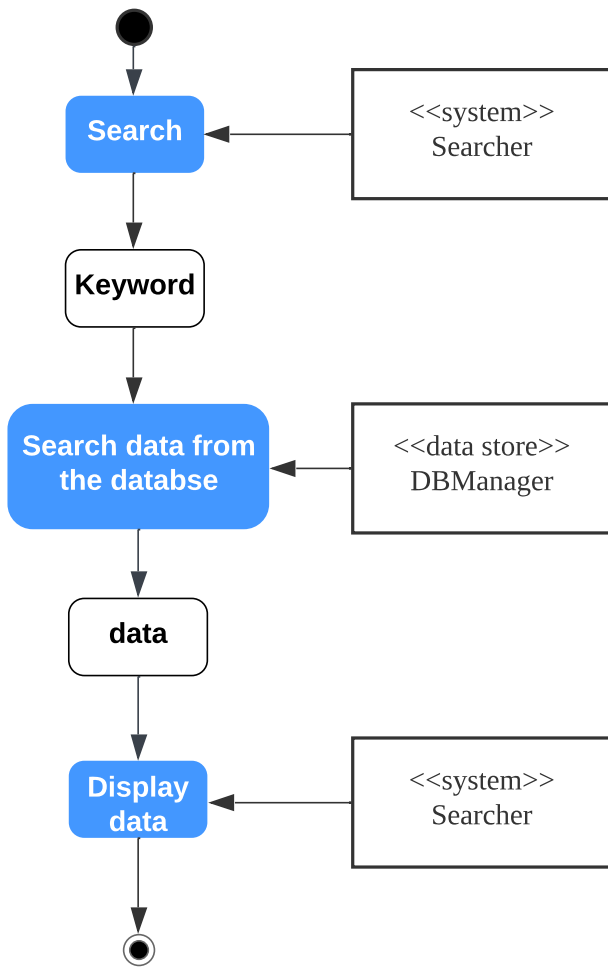 Search
<<system>>
Searcher
Keyword
Search data from
the databse
<<data store>>
DBManager
data
Display
data
<<system>>
Searcher